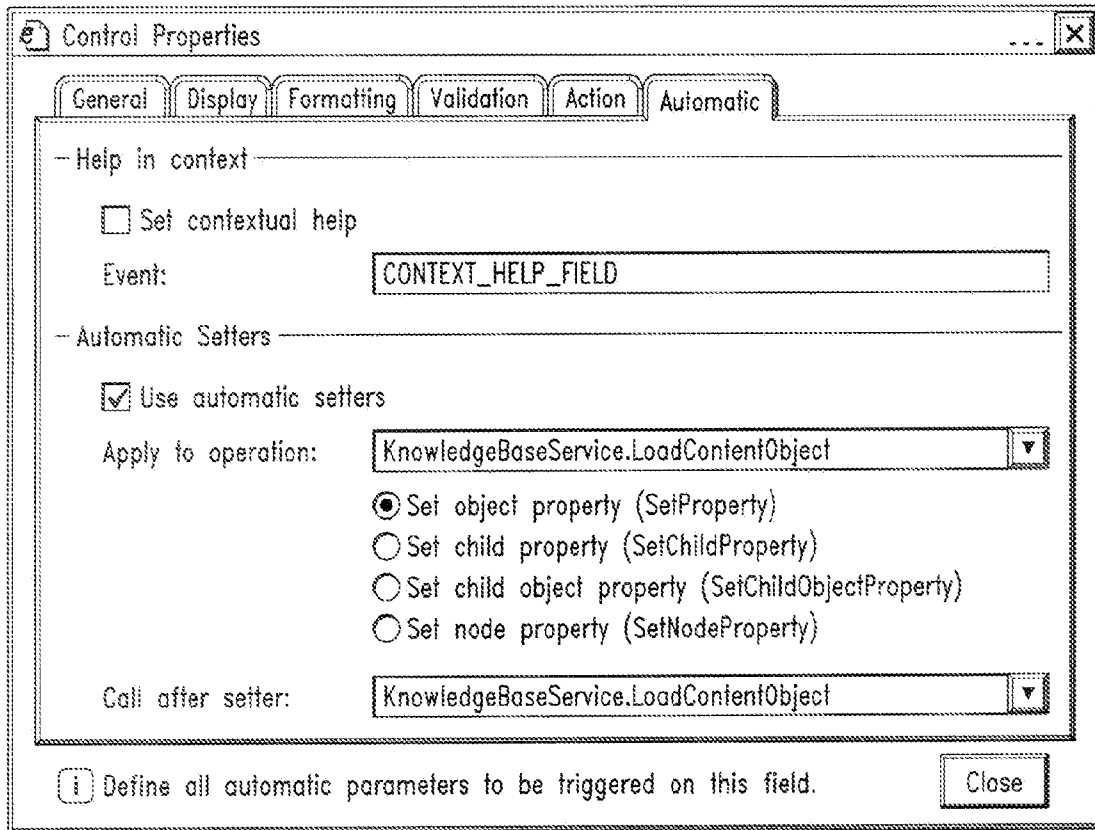 Control Properties ...
General Display Formatting Validation Action Automatic
Help in context
Set contextual help
Event: CONTEXT_HELP_FIELD
Automatic Setters
Use automatic setters
Apply to operation: KnowledgeBaseService.LoadContentObject
Set object property (SetProperty)
Set child property (SetChildProperty)
Set child object property (SetChildObjectProperty)
Set node property (SetNodeProperty)
Call after setter: KnowledgeBaseService.LoadContentObject
i Define all automatic parameters to be triggered on this field. Close